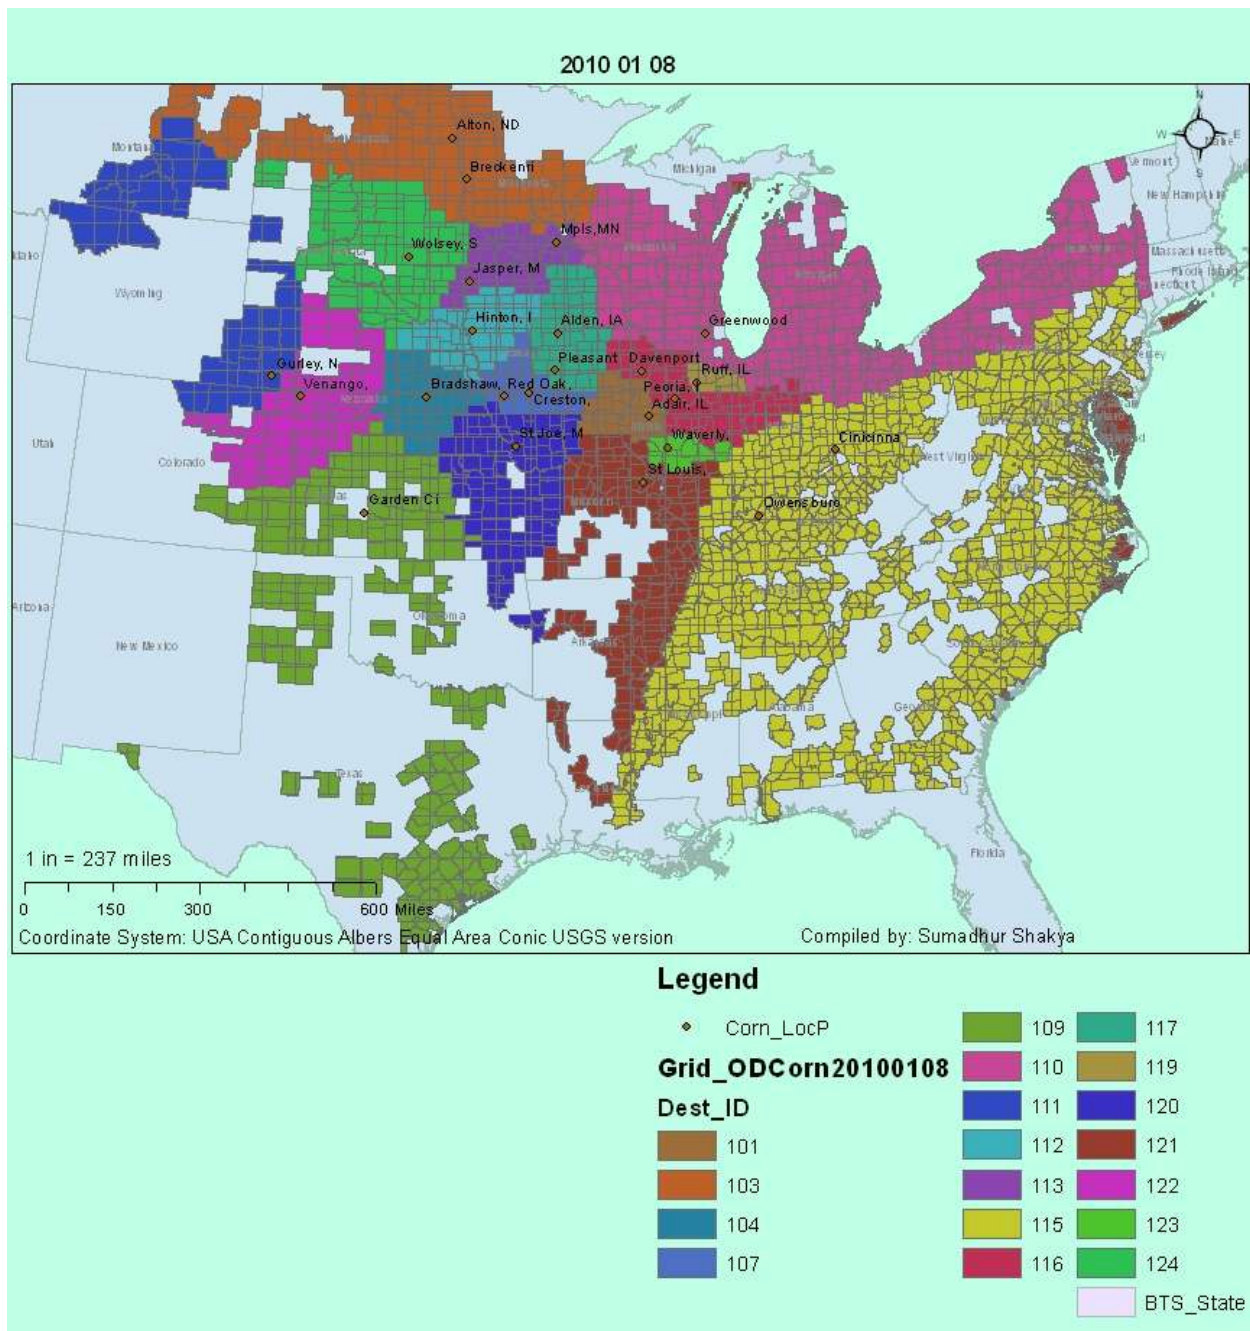 2010 01 08
N
W
E
S
Afton, ND
Montana
Michigan
Maine
Vermont
Breckenri
New Hampshire
Mpls,MN
Wolsey, S
Massachusetts
Rhode Island
Idaho
Jasper, M
Wyoming
Hinton, I
Alden, IA
Greenwood
Pleasant
Davenport
Gurley, N
Ruff, IL
Venango,
Bradshaw,
Red Oak,
Peoria, I
Creston,
Adair, IL
Utah
St Joe, M
Waverly,
Cinicinna
West Virginia
Colorado
St Louis,
Garden Ci
Owensburo
Arizona
Oklahoma
New Mexico
Arkansas
Mississippi
Alabama
Georgia
Texas
Florida
1 in = 237 miles
0 150 300 600 Miles
Coordinate System: USA Contiguous Albers Equal Area Conic USGS version
Compiled by: Sumadhur Shakya
Legend
Corn_LocP
Grid_ODCorn20100108
Dest_ID
101
103
104
107
109
110
111
112
113
115
116
117
119
120
121
122
123
124
BTS_State